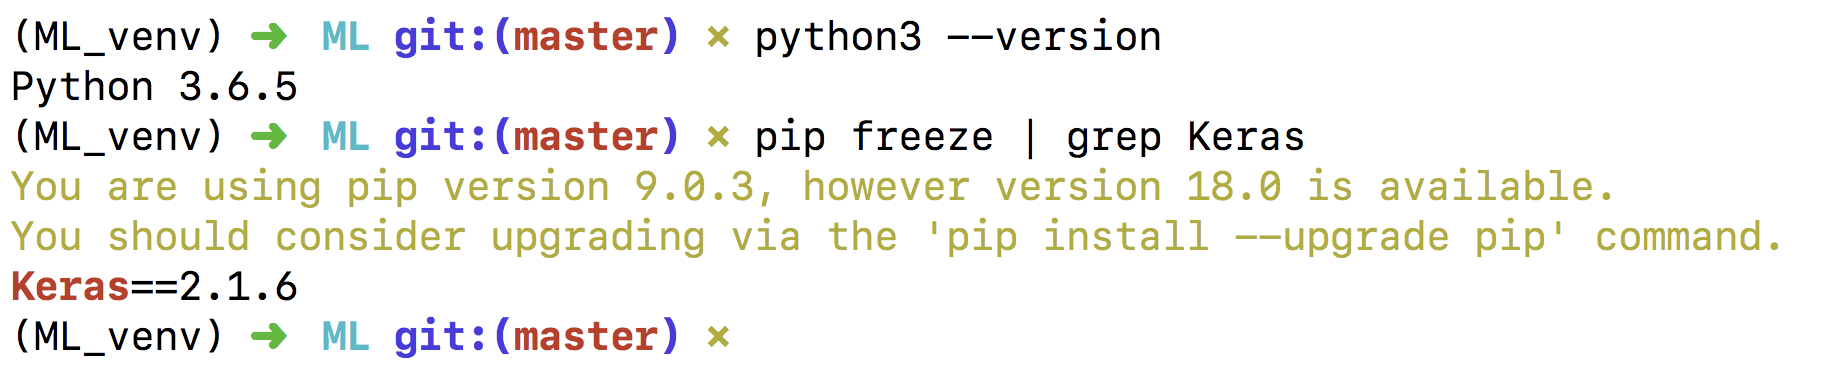 (ML_venv) ➜ ML git:(master) × python3 --version
Python 3.6.5
(ML_venv) ➜ ML git:(master) × pip freeze | grep Keras
You are using pip version 9.0.3, however version 18.0 is available.
You should consider upgrading via the 'pip install --upgrade pip' command.
Keras==2.1.6
(ML_venv) ➜ ML git:(master) ×